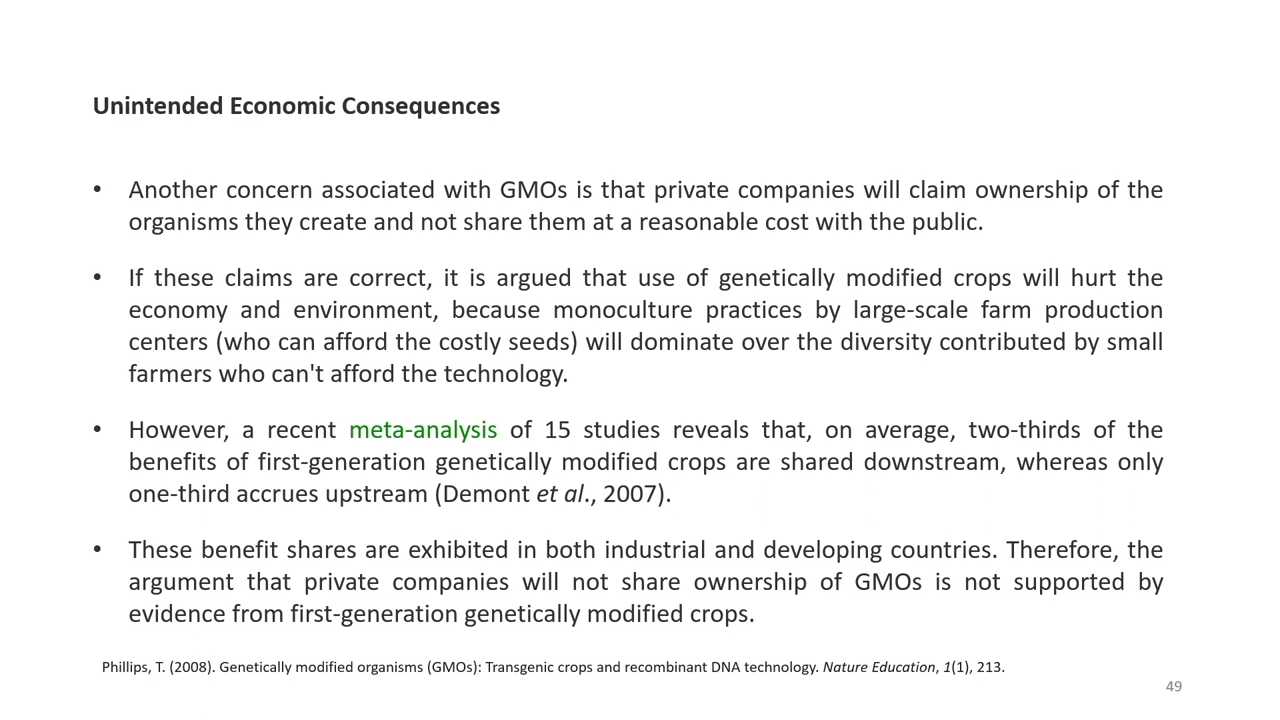 Unintended Economic Consequences
• Another concern associated with GMOs is that private companies will claim ownership of the
organisms they create and not share them at a reasonable cost with the public.
• If these claims are correct, it is argued that use of genetically modified crops will hurt the
economy and environment, because monoculture practices by large-scale farm production
centers (who can afford the costly seeds) will dominate over the diversity contributed by small
farmers who can't afford the technology.
• However, a recent meta-analysis of 15 studies reveals that, on average, two-thirds of the
benefits of first-generation genetically modified crops are shared downstream, whereas only
one-third accrues upstream (Demont et al., 2007).
• These benefit shares are exhibited in both industrial and developing countries. Therefore, the
argument that private companies will not share ownership of GMOs is not supported by
evidence from first-generation genetically modified crops.
Phillips, T. (2008). Genetically modified organisms (GMOs): Transgenic crops and recombinant DNA technology. Nature Education, 1(1), 213.
49